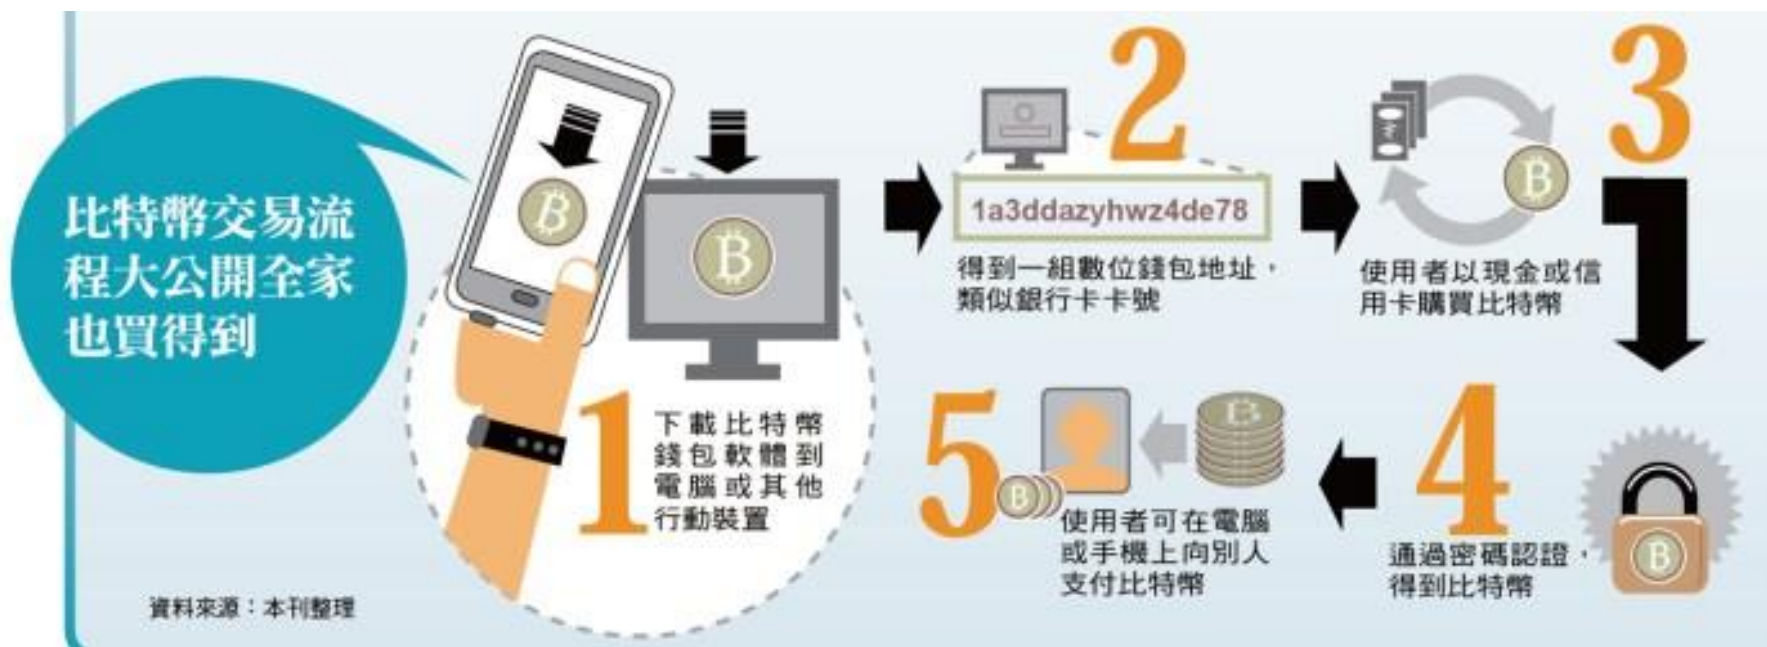 比特幣交易流
程大公開全家
也買得到
1
下載比特幣
錢包軟體到
電腦或其他
行動裝置
2
1a3ddazyhwz4de78
得到一組數位錢包地址，
類似銀行卡卡號
3
使用者以現金或信
用卡購買比特幣
4
通過密碼認證，
得到比特幣
5
使用者可在電腦
或手機上向別人
支付比特幣
資料來源：本刊整理